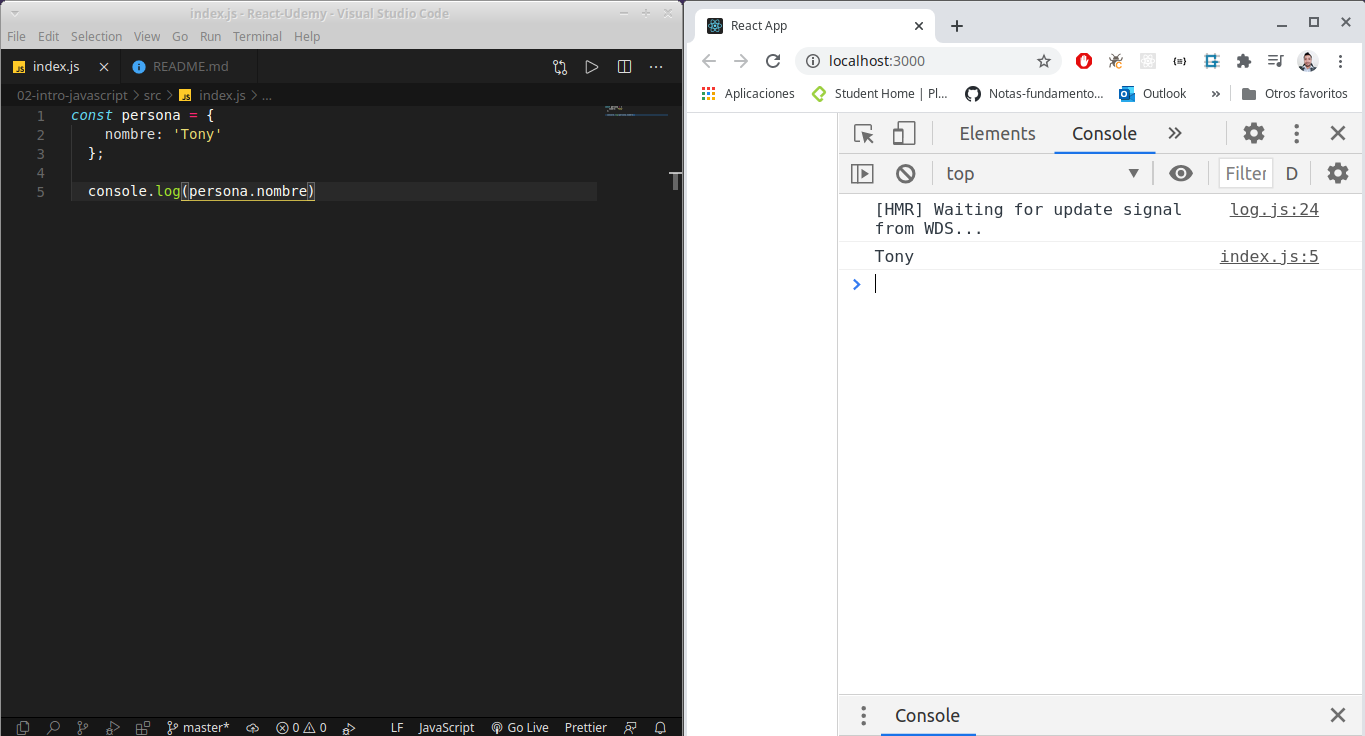 index.js - React-Udemy - Visual Studio Code
File Edit Selection View Go Run Terminal Help
index.js
README.md
02-intro-javascript > src > index.js > ...
1 const persona = {
2 nombre: 'Tony'
3 };
4
5 console.log(persona.nombre)
master* 0 0 LF JavaScript Go Live Prettier
React App
localhost:3000
Aplicaciones Student Home | Pl... Notas-fundamento... Outlook » Otros favoritos
Elements Console »
top Filter D
[HMR] Waiting for update signal log.js:24
from WDS...
Tony index.js:5
>
Console